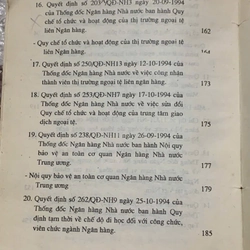 16. Quyết định số 203/QĐ-NH13 ngày 20-09-1994
của Thống đốc Ngân hàng Nhà nước ban hành Quy
chế tổ chức và hoạt động của thị trường ngoại tệ
liên Ngân hàng.
162
- Quy chế tổ chức và hoạt động của thị trường ngoại
tệ liên Ngân hàng.
17. Quyết định số 250/QĐ-NH13 ngày 12-10-1994 của
Thống đốc Ngân hàng Nhà nước về việc công nhận
thành viên thị trường ngoại tệ liên ngân hàng.
18. Quyết định số 253/QĐ-NH7 ngày 17-10-1994 của
Thống đốc Ngân hàng Nhà nước về việc sửa đổi
Quy chế tổ chức và hoạt động của trung tâm giao
dịch ngoại tệ.
175
19. Quyết định số 238/QĐ-NH11 ngày 26-09-1994 của
Thống đốc Ngân hàng Nhà nước ban hành Nội quy
bảo vệ an toàn cơ quan Ngân hàng Nhà nước
Trung ương.
177
- Nội quy bảo vệ an toàn cơ quan Ngân hàng Nhà nước
Trung ương
179
20. Quyết định số 262/QĐ-NH9 ngày 25-10-1994 của
Thống đốc Ngân hàng Nhà nước ban hành Quy
định tạm thời về chế độ đi học đối với công chức,
viên chức ngành Ngân hàng.
185